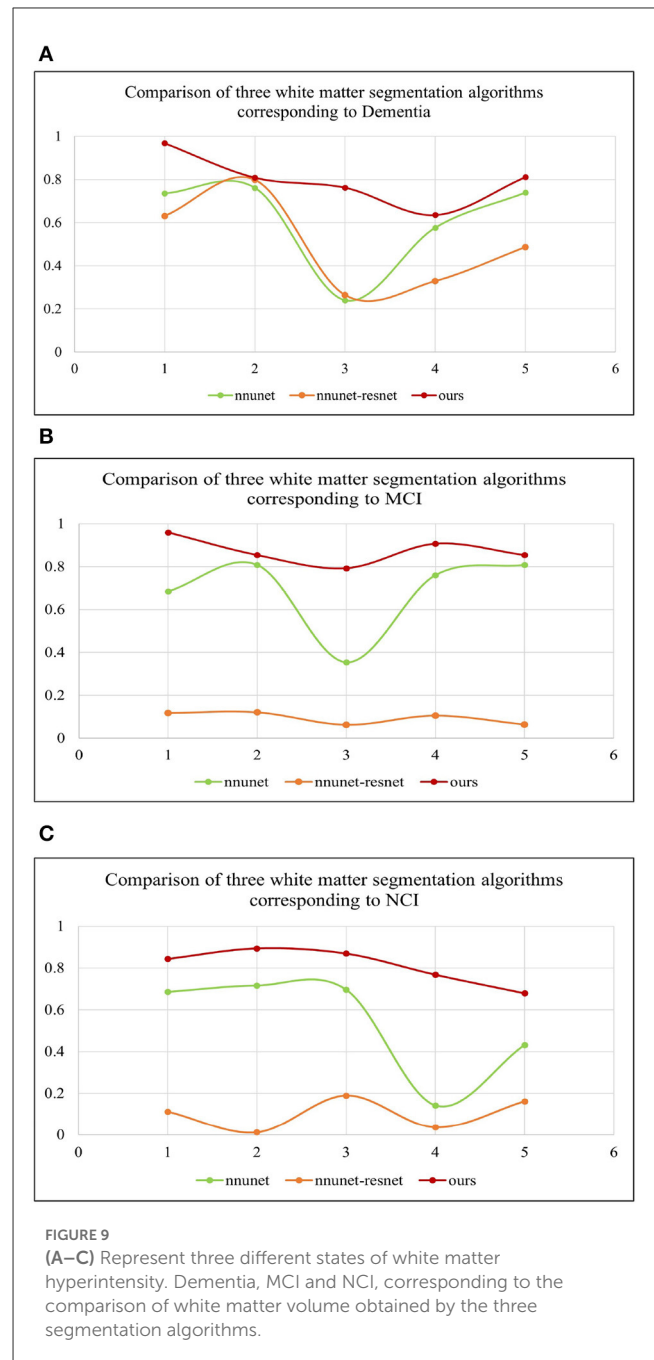 A
Comparison of three white matter segmentation algorithms
corresponding to Dementia
1
0.8
0.6
0.4
0.2
0
0 1 2 3 4 5 6
nnunet nnunet-resnet ours
B
Comparison of three white matter segmentation algorithms
corresponding to MCI
1
0.8
0.6
0.4
0.2
0
0 1 2 3 4 5 6
nnunet nnunet-resnet ours
C
Comparison of three white matter segmentation algorithms
corresponding to NCI
1
0.8
0.6
0.4
0.2
0
0 1 2 3 4 5 6
nnunet nnunet-resnet ours
FIGURE 9
(A–C) Represent three different states of white matter
hyperintensity. Dementia, MCI and NCI, corresponding to the
comparison of white matter volume obtained by the three
segmentation algorithms.